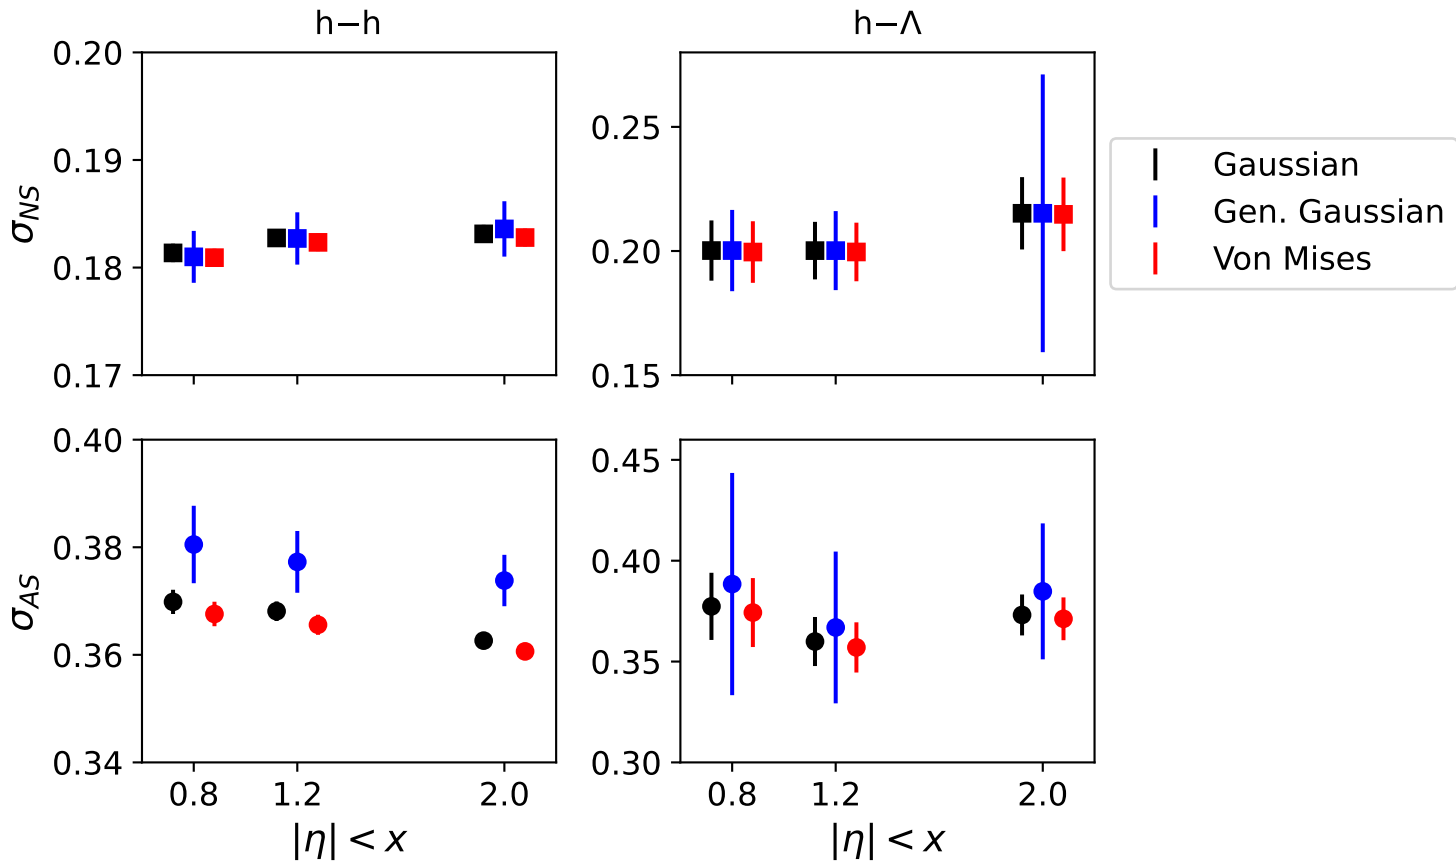 h−h
h−Λ
0.20
0.19
0.18
0.17
σNS
0.25
0.20
0.15
Gaussian
Gen. Gaussian
Von Mises
0.40
0.38
0.36
0.34
σAS
0.45
0.40
0.35
0.30
0.8 1.2 2.0
0.8 1.2 2.0
|η| < x
|η| < x